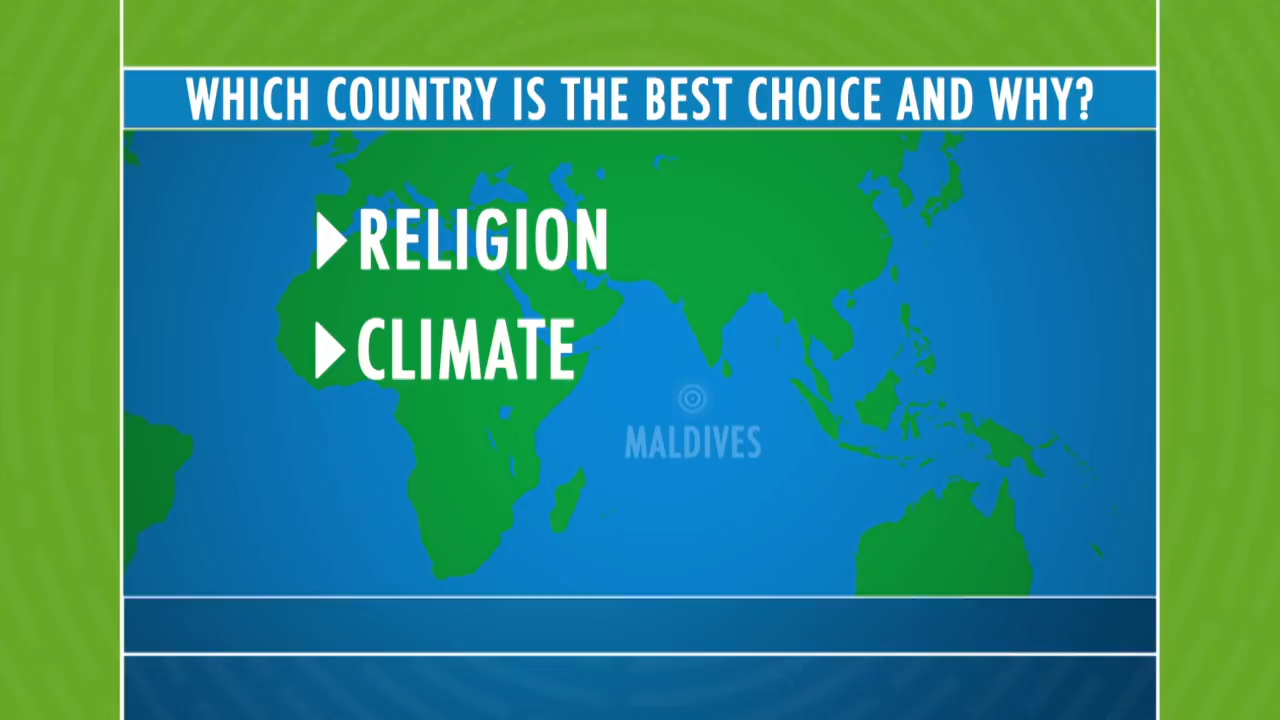 WHICH COUNTRY IS THE BEST CHOICE AND WHY?
RELIGION
CLIMATE
MALDIVES